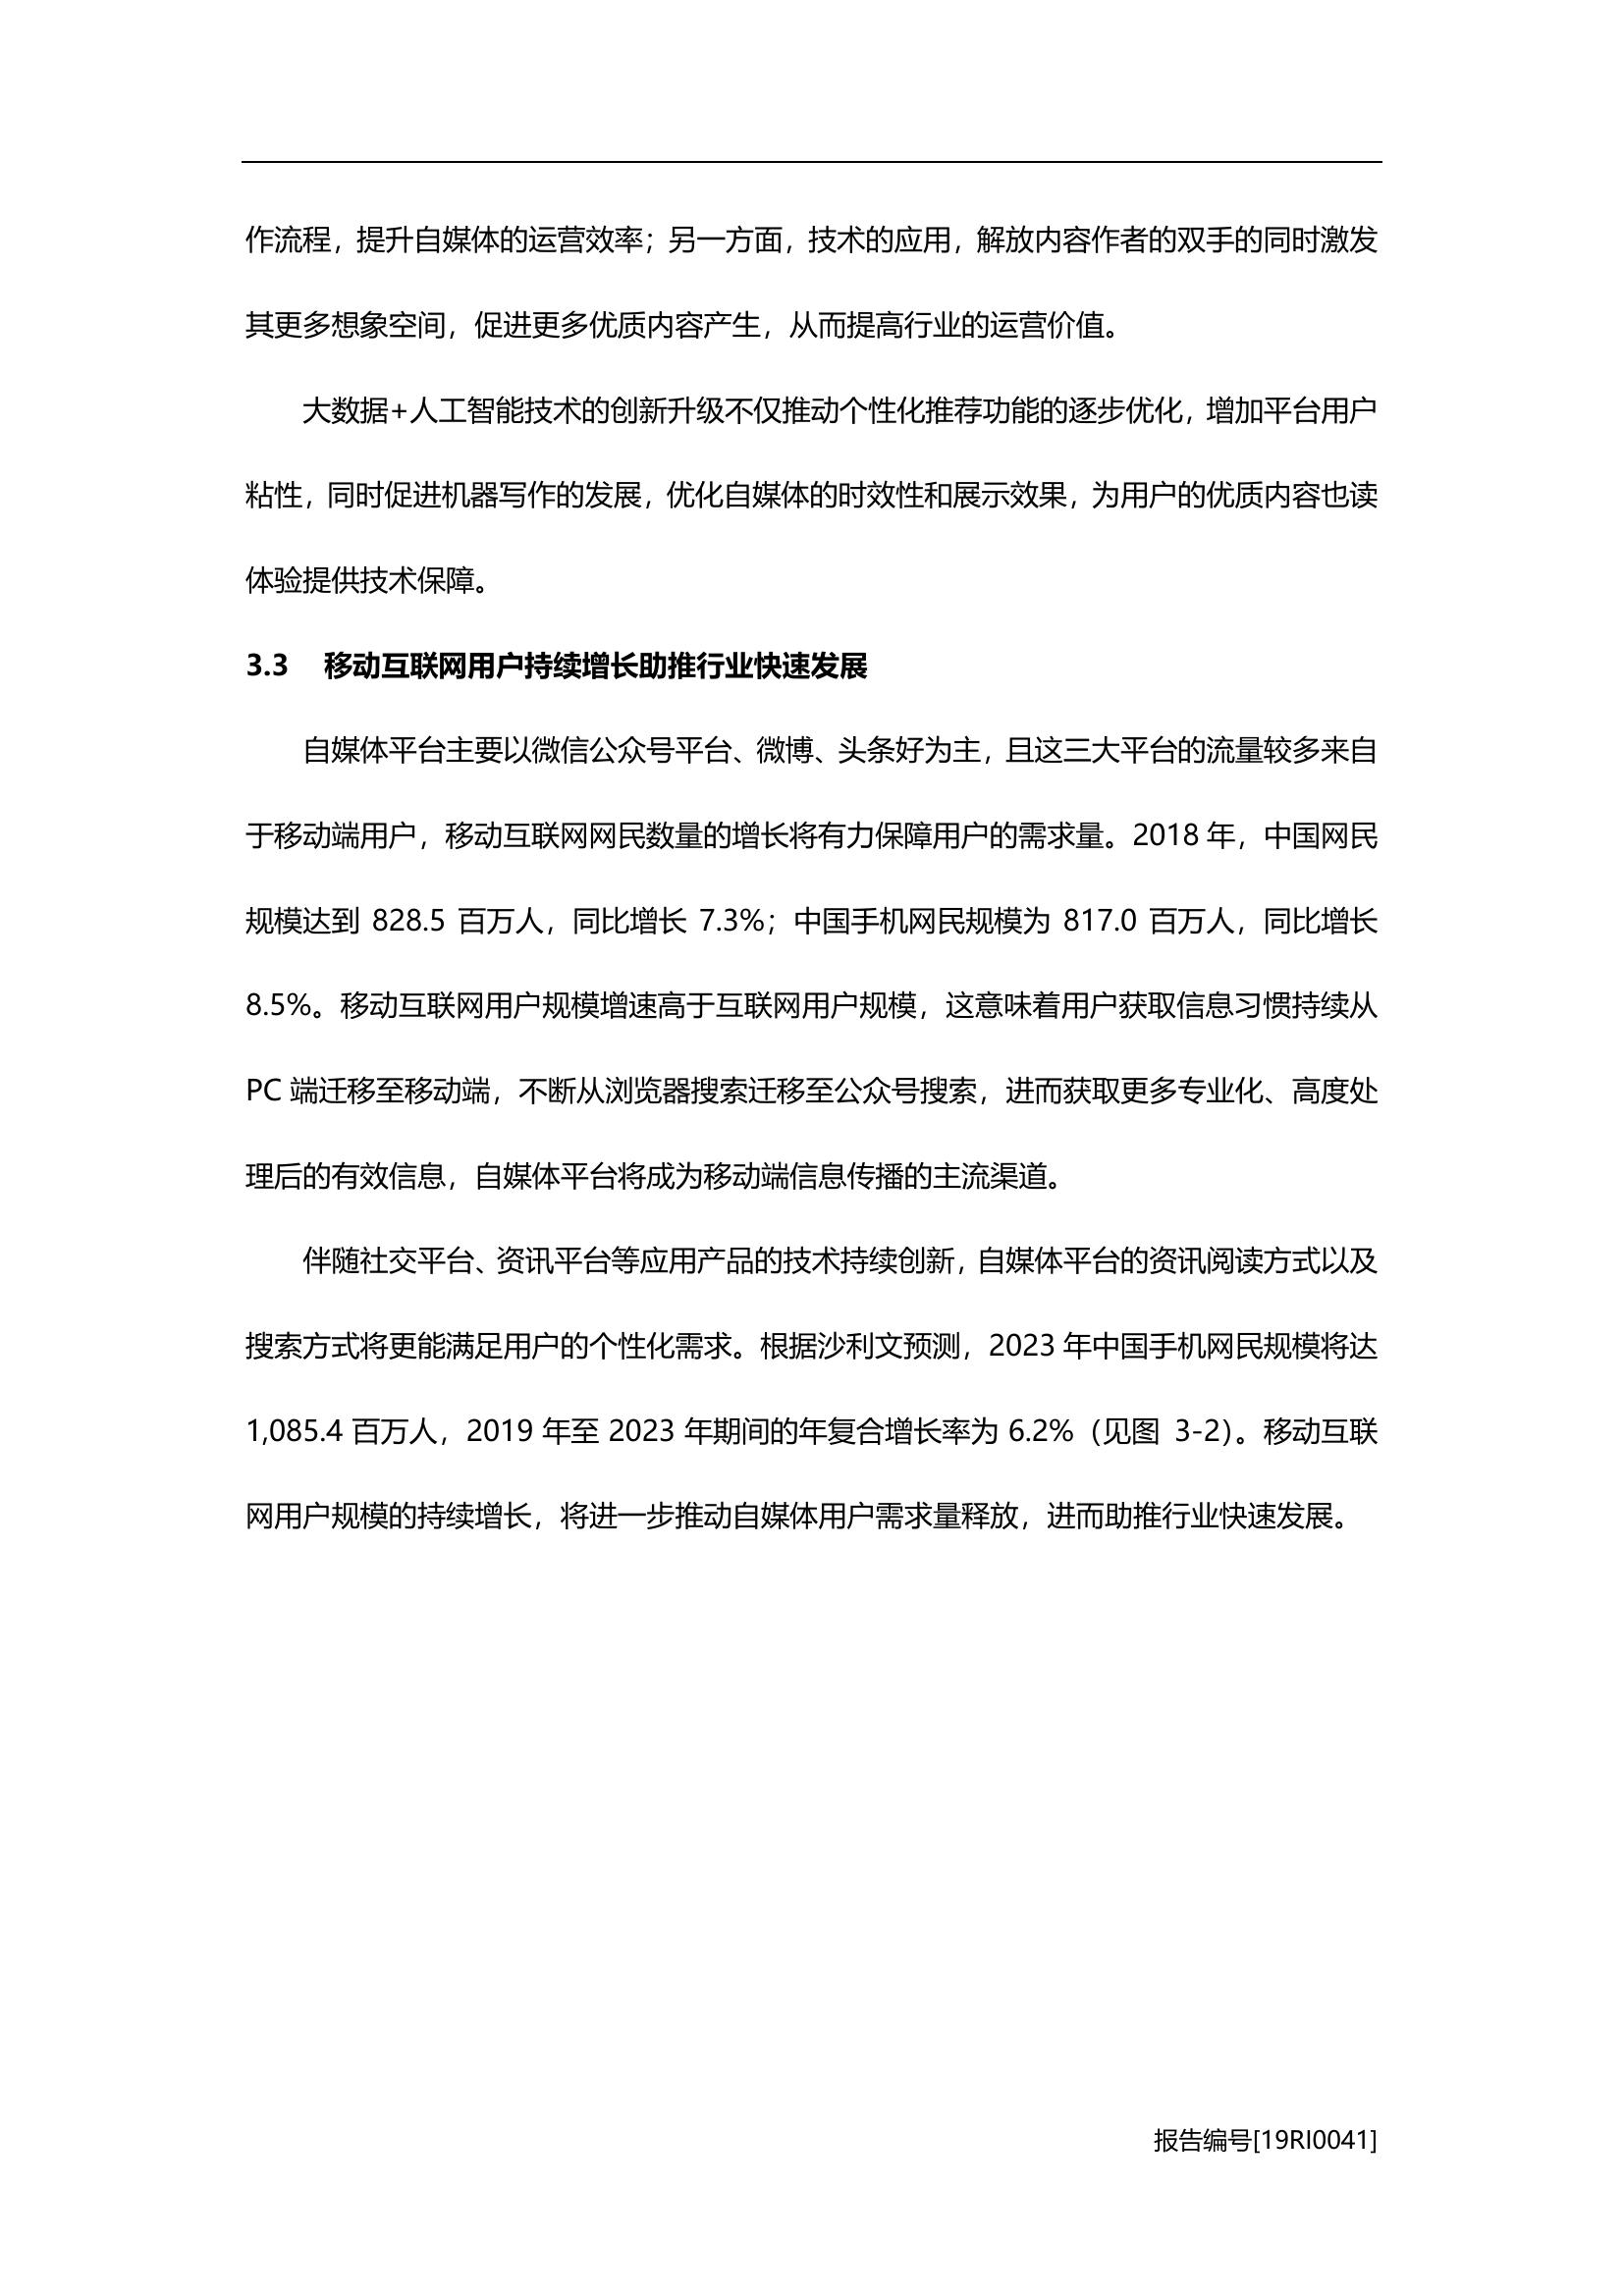 作流程，提升自媒体的运营效率；另一方面，技术的应用，解放内容作者的双手的同时激发
其更多想象空间，促进更多优质内容产生，从而提高行业的运营价值。
大数据+人工智能技术的创新升级不仅推动个性化推荐功能的逐步优化，增加平台用户
粘性，同时促进机器写作的发展，优化自媒体的时效性和展示效果，为用户的优质内容也读
体验提供技术保障。
3.3 移动互联网用户持续增长助推行业快速发展
自媒体平台主要以微信公众号平台、微博、头条好为主，且这三大平台的流量较多来自
于移动端用户，移动互联网网民数量的增长将有力保障用户的需求量。2018 年，中国网民
规模达到 828.5 百万人，同比增长 7.3%；中国手机网民规模为 817.0 百万人，同比增长
8.5%。移动互联网用户规模增速高于互联网用户规模，这意味着用户获取信息习惯持续从
PC 端迁移至移动端，不断从浏览器搜索迁移至公众号搜索，进而获取更多专业化、高度处
理后的有效信息，自媒体平台将成为移动端信息传播的主流渠道。
伴随社交平台、资讯平台等应用产品的技术持续创新，自媒体平台的资讯阅读方式以及
搜索方式将更能满足用户的个性化需求。根据沙利文预测，2023 年中国手机网民规模将达
1,085.4 百万人，2019 年至 2023 年期间的年复合增长率为 6.2%（见图 3-2）。移动互联
网用户规模的持续增长，将进一步推动自媒体用户需求量释放，进而助推行业快速发展。
报告编号[19RI0041]